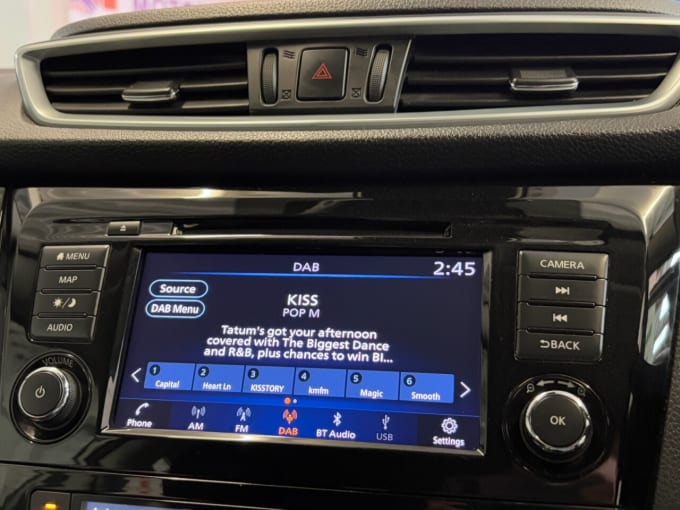 MENU
MAP
AUDIO
VOLUME
DAB
2:45
Source
DAB Menu
KISS
POP M
Tatum's got your afternoon
covered with The Biggest Dance
and R&B, plus chances to win BI...
1 Capital
2 Heart Ln
3 KISSTORY
4 kmfm
5 Magic
6 Smooth
Phone
AM
FM
DAB
BT Audio
USB
Settings
CAMERA
BACK
OK